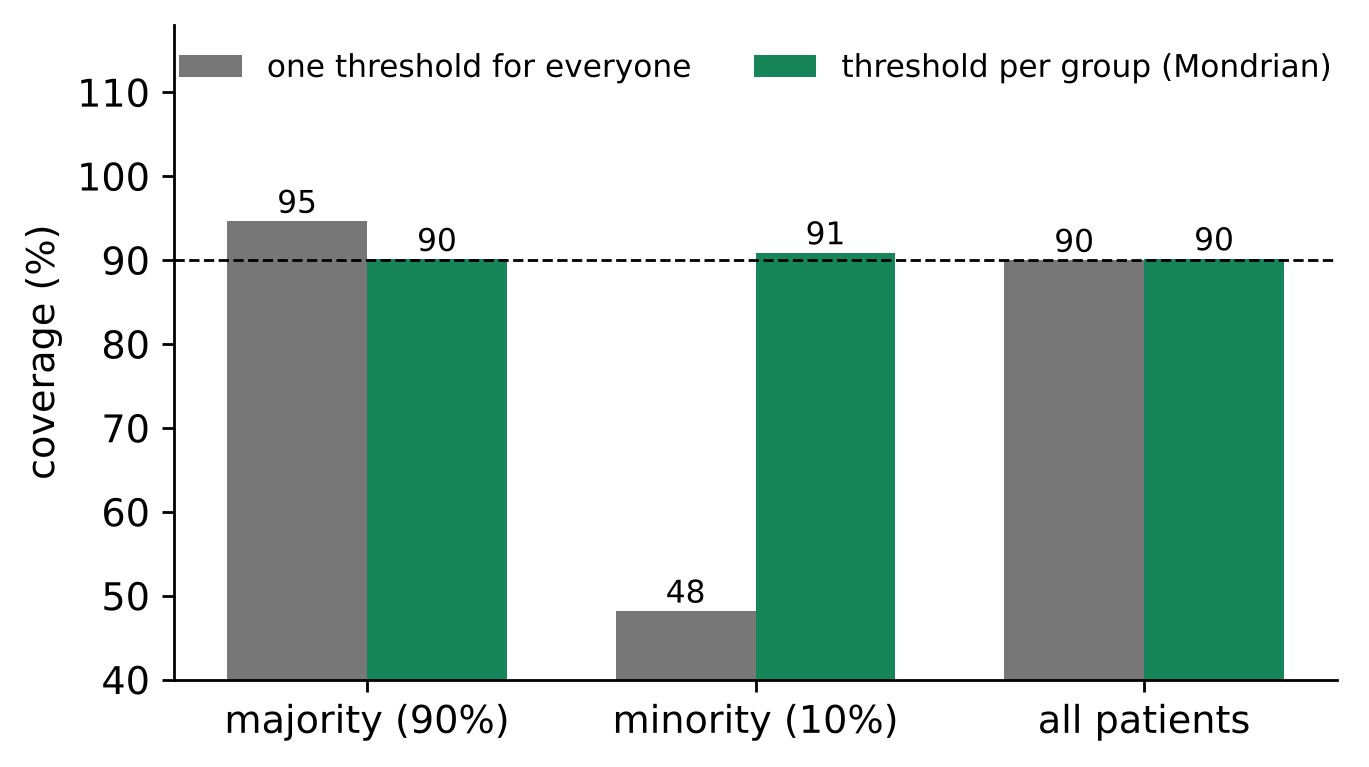 one threshold for everyone
threshold per group (Mondrian)
110
100
90
80
70
60
50
40
coverage (%)
95
90
48
91
90
90
majority (90%)
minority (10%)
all patients